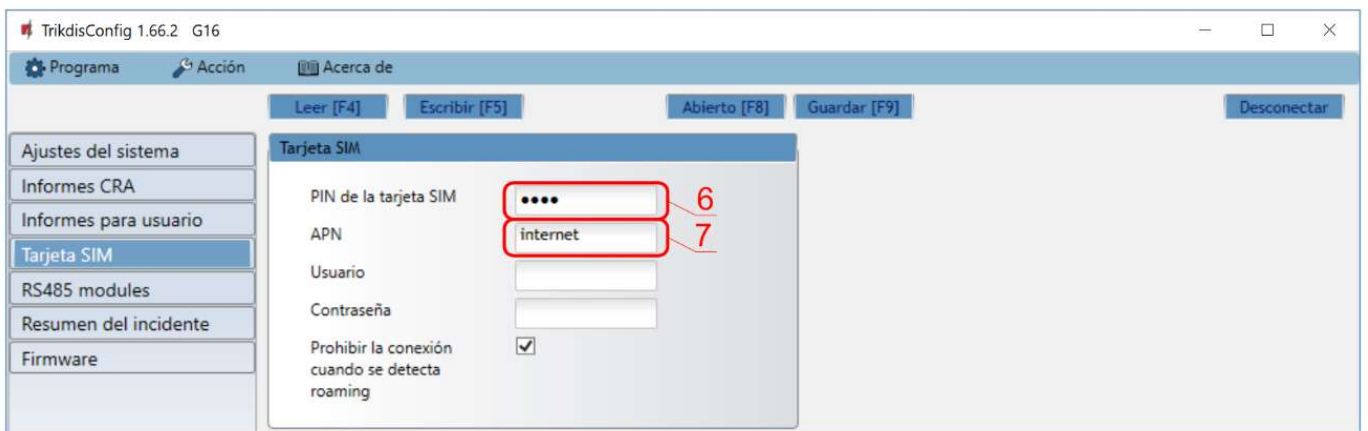 TrikdisConfig 1.66.2 G16
Programa Acción Acerca de
Leer [F4] Escribir [F5] Abierto [F8] Guardar [F9] Desconectar
Ajustes del sistema
Informes CRA
Informes para usuario
Tarjeta SIM
RS485 modules
Resumen del incidente
Firmware
Tarjeta SIM
PIN de la tarjeta SIM •••• 6
APN internet 7
Usuario
Contraseña
Prohibir la conexión
cuando se detecta
roaming